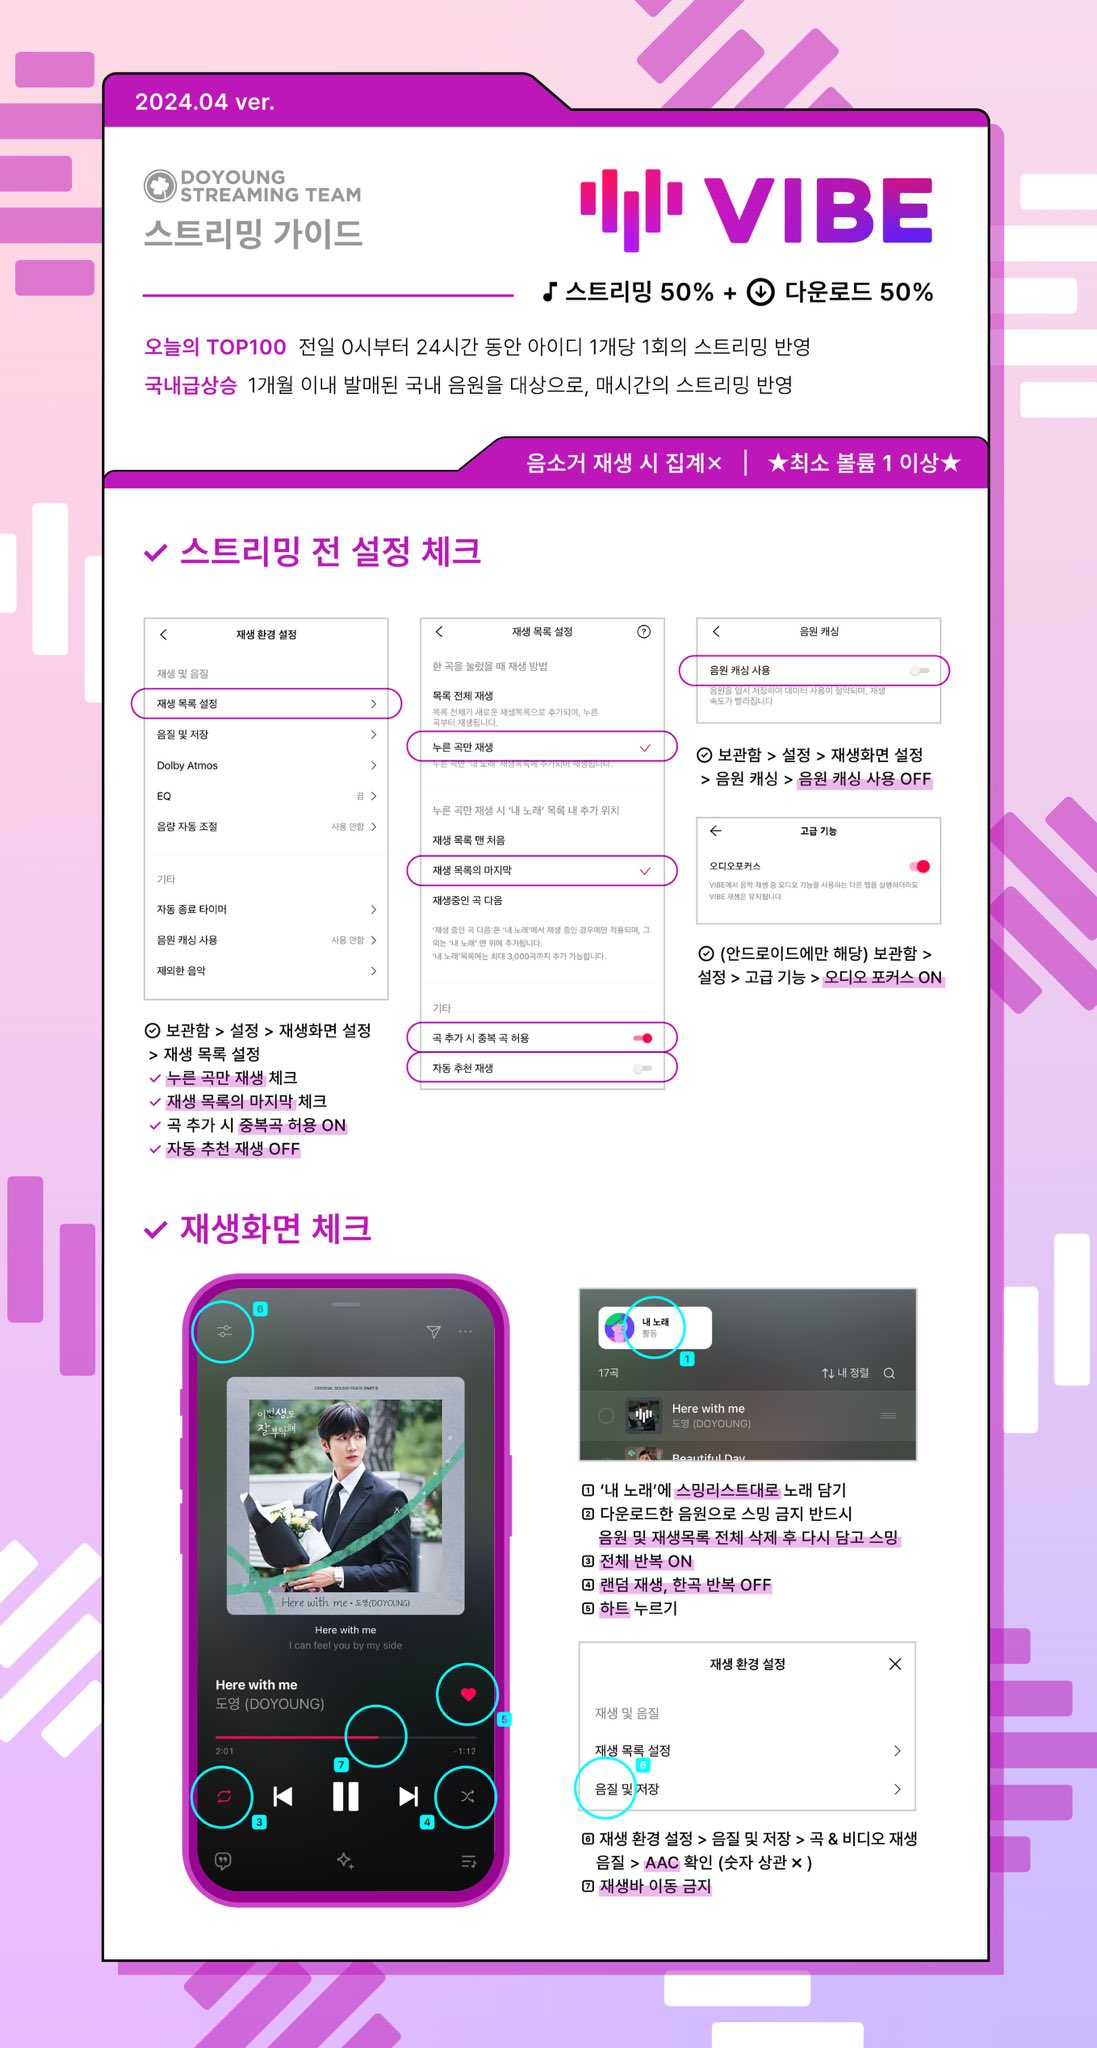 2024.04 ver.
DOYOUNG
STREAMING TEAM
스트리밍 가이드
VIBE
스트리밍 50% + 다운로드 50%
오늘의 TOP100 전일 0시부터 24시간 동안 아이디 1개당 1회의 스트리밍 반영
국내급상승 1개월 이내 발매된 국내 음원을 대상으로, 매시간의 스트리밍 반영
음소거 재생 시 집계× | ★최소 볼륨 1 이상★
✓ 스트리밍 전 설정 체크
재생 환경 설정
재생 및 음질
재생 목록 설정
음질 및 저장
Dolby Atmos
EQ 끔
음량 자동 조절 사용 안함
기타
자동 종료 타이머
음원 캐싱 사용 사용 안함
제외한 음악
보관함 > 설정 > 재생화면 설정
> 재생 목록 설정
✓ 누른 곡만 재생 체크
✓ 재생 목록의 마지막 체크
✓ 곡 추가 시 중복곡 허용 ON
✓ 자동 추천 재생 OFF
재생 목록 설정 ?
한 곡을 눌렀을 때 재생 방법
목록 전체 재생
목록 전체가 새로운 재생목록으로 추가되며, 누른
곡부터 재생됩니다.
누른 곡만 재생
누른 곡만 '내 노래' 재생목록에 추가되어 재생됩니다.
누른 곡만 재생 시 '내 노래' 목록 내 추가 위치
재생 목록 맨 처음
재생 목록의 마지막
재생중인 곡 다음
'재생 중인 곡 다음'은 '내 노래'에서 재생 중인 경우에만 적용되며, 그
외는 '내 노래' 맨 위에 추가됩니다.
'내 노래'목록에는 최대 3,000곡까지 추가 가능합니다.
기타
곡 추가 시 중복 곡 허용
자동 추천 재생
음원 캐싱
음원 캐싱 사용
음원을 임시 저장하여 데이터 사용이 절약되며, 재생
속도가 빨라집니다
보관함 > 설정 > 재생화면 설정
> 음원 캐싱 > 음원 캐싱 사용 OFF
고급 기능
오디오포커스
VIBE에서 음악 재생 중 오디오 기능을 사용하는 다른 앱을 실행하더라도
VIBE 재생은 유지됩니다.
(안드로이드에만 해당) 보관함 >
설정 > 고급 기능 > 오디오 포커스 ON
✓ 재생화면 체크
6
ORIGINAL SOUND TRACK PART 8
이번 생도
잘 부탁해
Here with me • 도영(DOYOUNG)
Here with me
I can feel you by my side
Here with me
도영 (DOYOUNG)
5
2:01 -1:12
7
3
4
내 노래
활동
1
17곡 내 정렬
Here with me
도영 (DOYOUNG)
Beautiful Day
1 '내 노래'에 스밍리스트대로 노래 담기
2 다운로드한 음원으로 스밍 금지 반드시
음원 및 재생목록 전체 삭제 후 다시 담고 스밍
3 전체 반복 ON
4 랜덤 재생, 한곡 반복 OFF
5 하트 누르기
재생 환경 설정
재생 및 음질
재생 목록 설정
6
음질 및 저장
6 재생 환경 설정 > 음질 및 저장 > 곡 & 비디오 재생
음질 > AAC 확인 (숫자 상관 × )
7 재생바 이동 금지